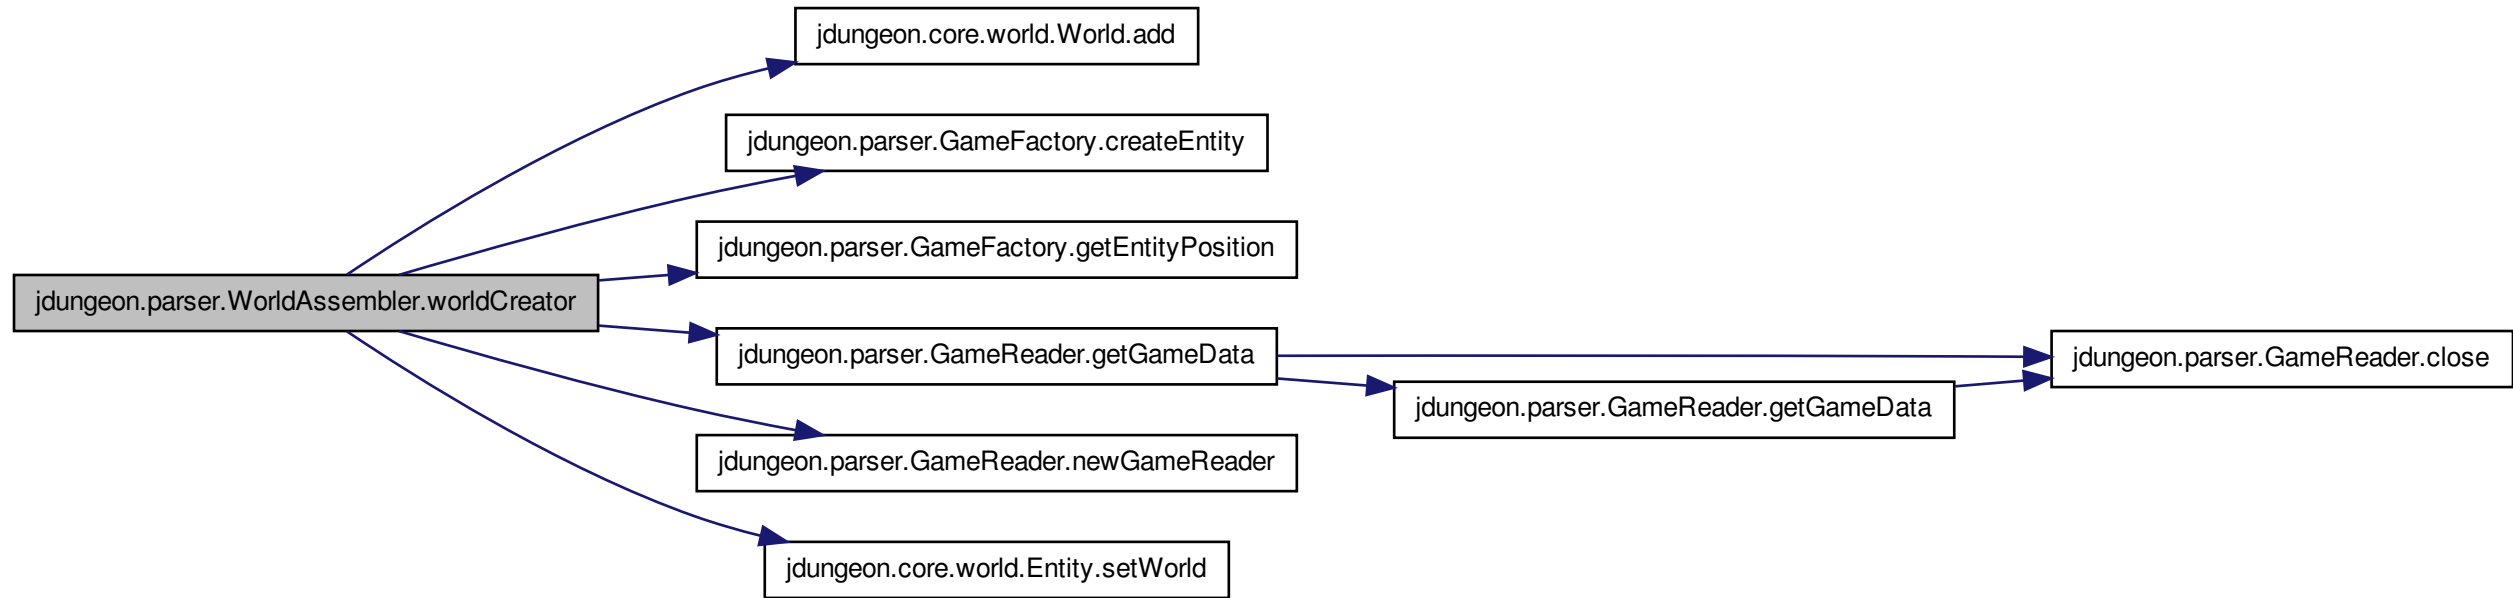 jdungeon.core.world.World.add
jdungeon.parser.GameFactory.createEntity
jdungeon.parser.GameFactory.getEntityPosition
jdungeon.parser.WorldAssembler.worldCreator
jdungeon.parser.GameReader.getGameData
jdungeon.parser.GameReader.close
jdungeon.parser.GameReader.getGameData
jdungeon.parser.GameReader.newGameReader
jdungeon.core.world.Entity.setWorld